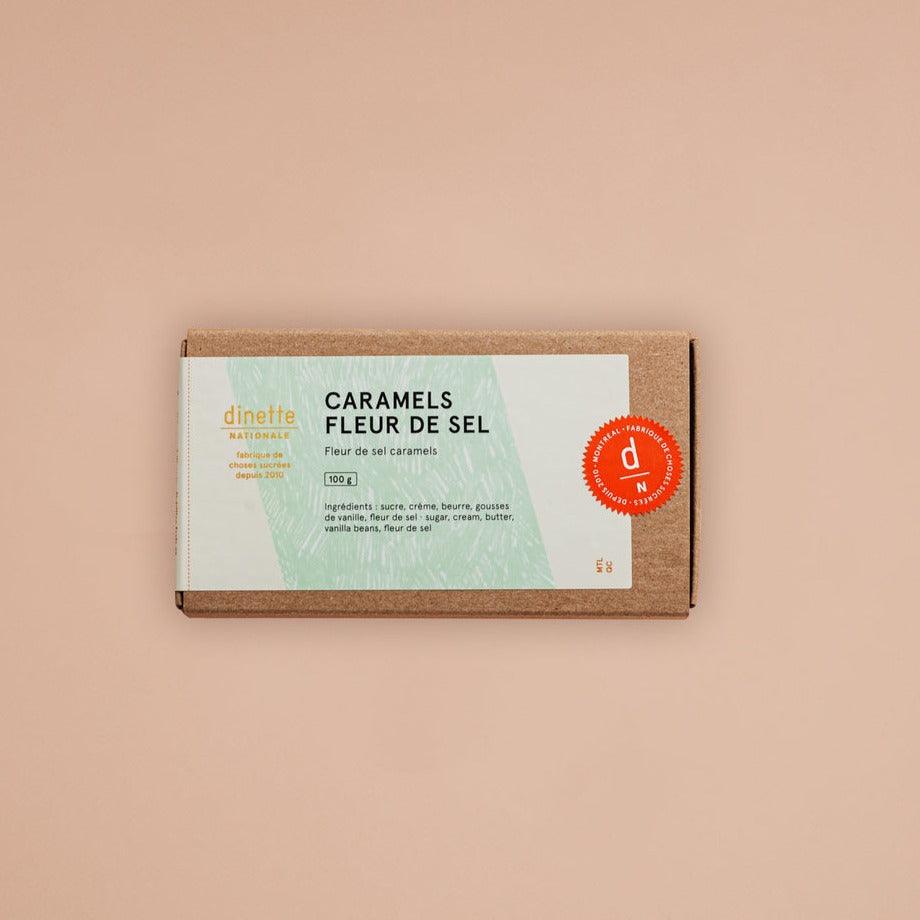 dinette
NATIONALE
fabrique de
choses sucrées
depuis 2010
CARAMELS
FLEUR DE SEL
Fleur de sel caramels
100 g
Ingrédients : sucre, crème, beurre, gousses
de vanille, fleur de sel · sugar, cream, butter,
vanilla beans, fleur de sel
MONTREAL · FABRIQUE DE CHOSES SUCRÉES · DEPUIS 2010 ·
d
N
MTL
QC